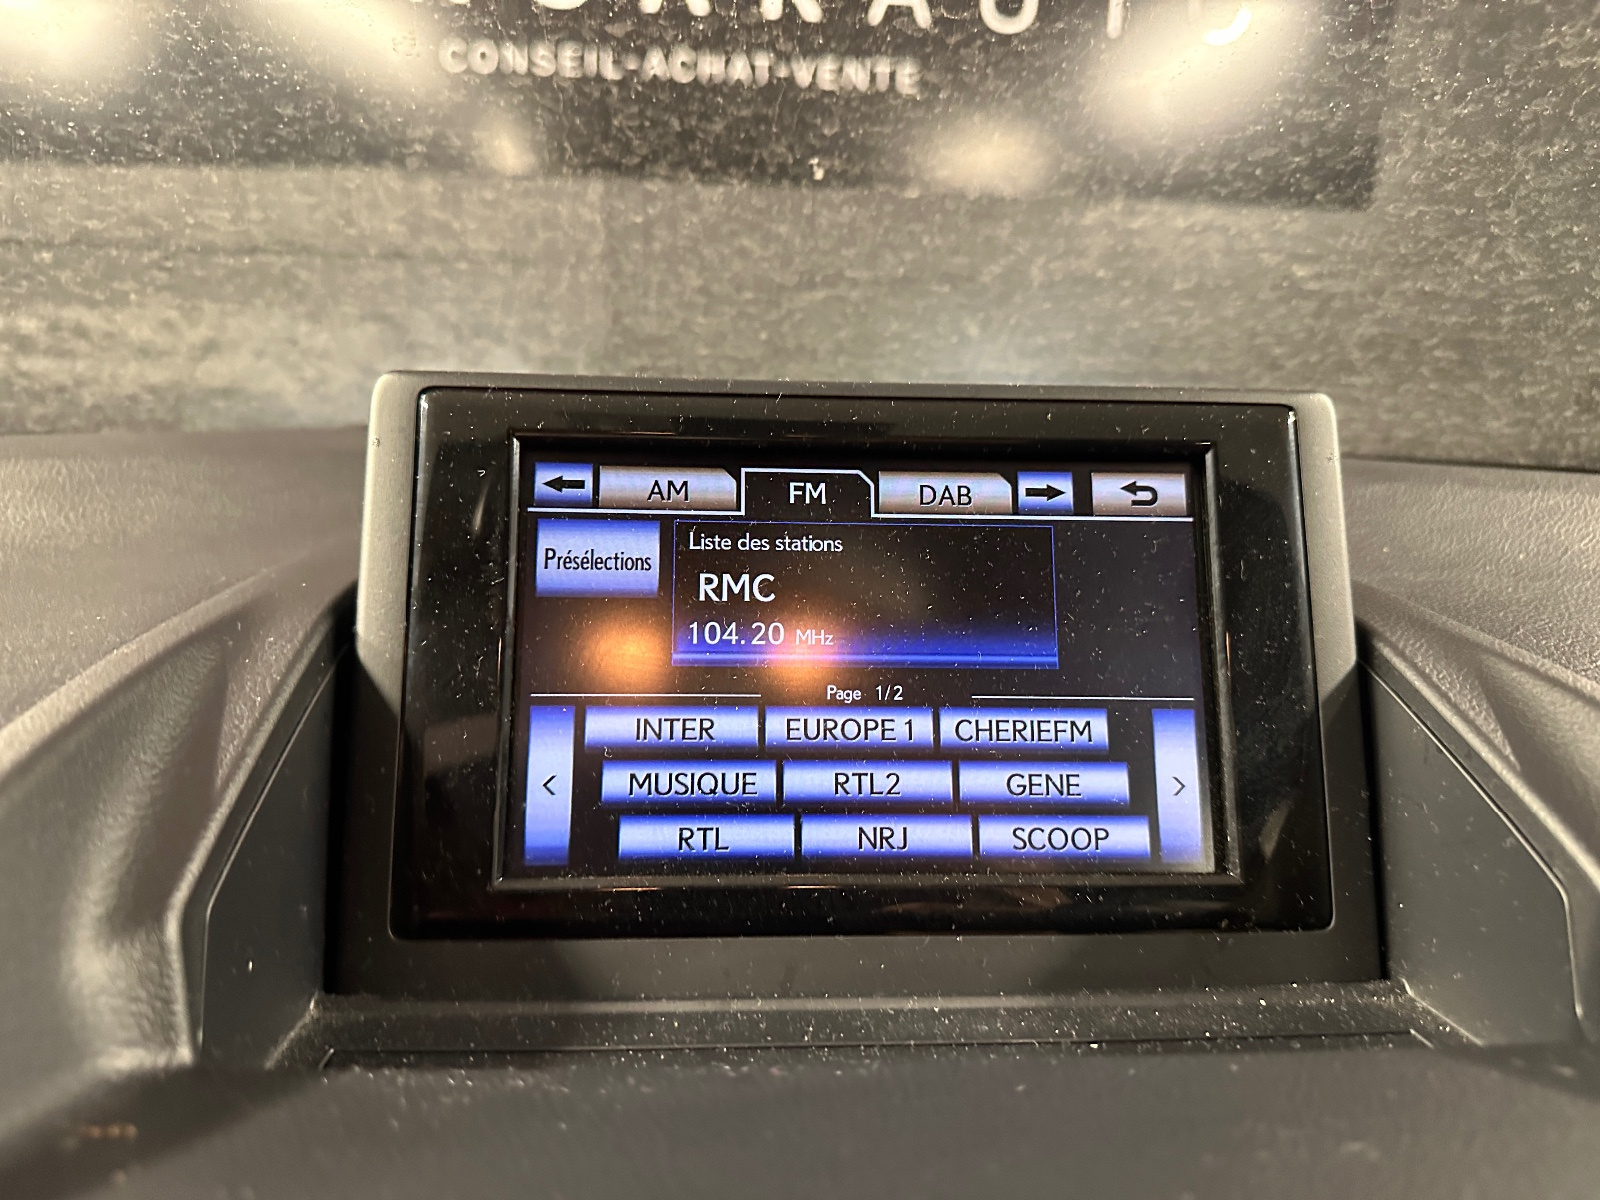 CONSEIL-ACHAT-VENTE
AM FM DAB
Présélections
Liste des stations
RMC
104.20 MHz
Page 1/2
INTER EUROPE 1 CHERIEFM
< MUSIQUE RTL2 GENE >
RTL NRJ SCOOP